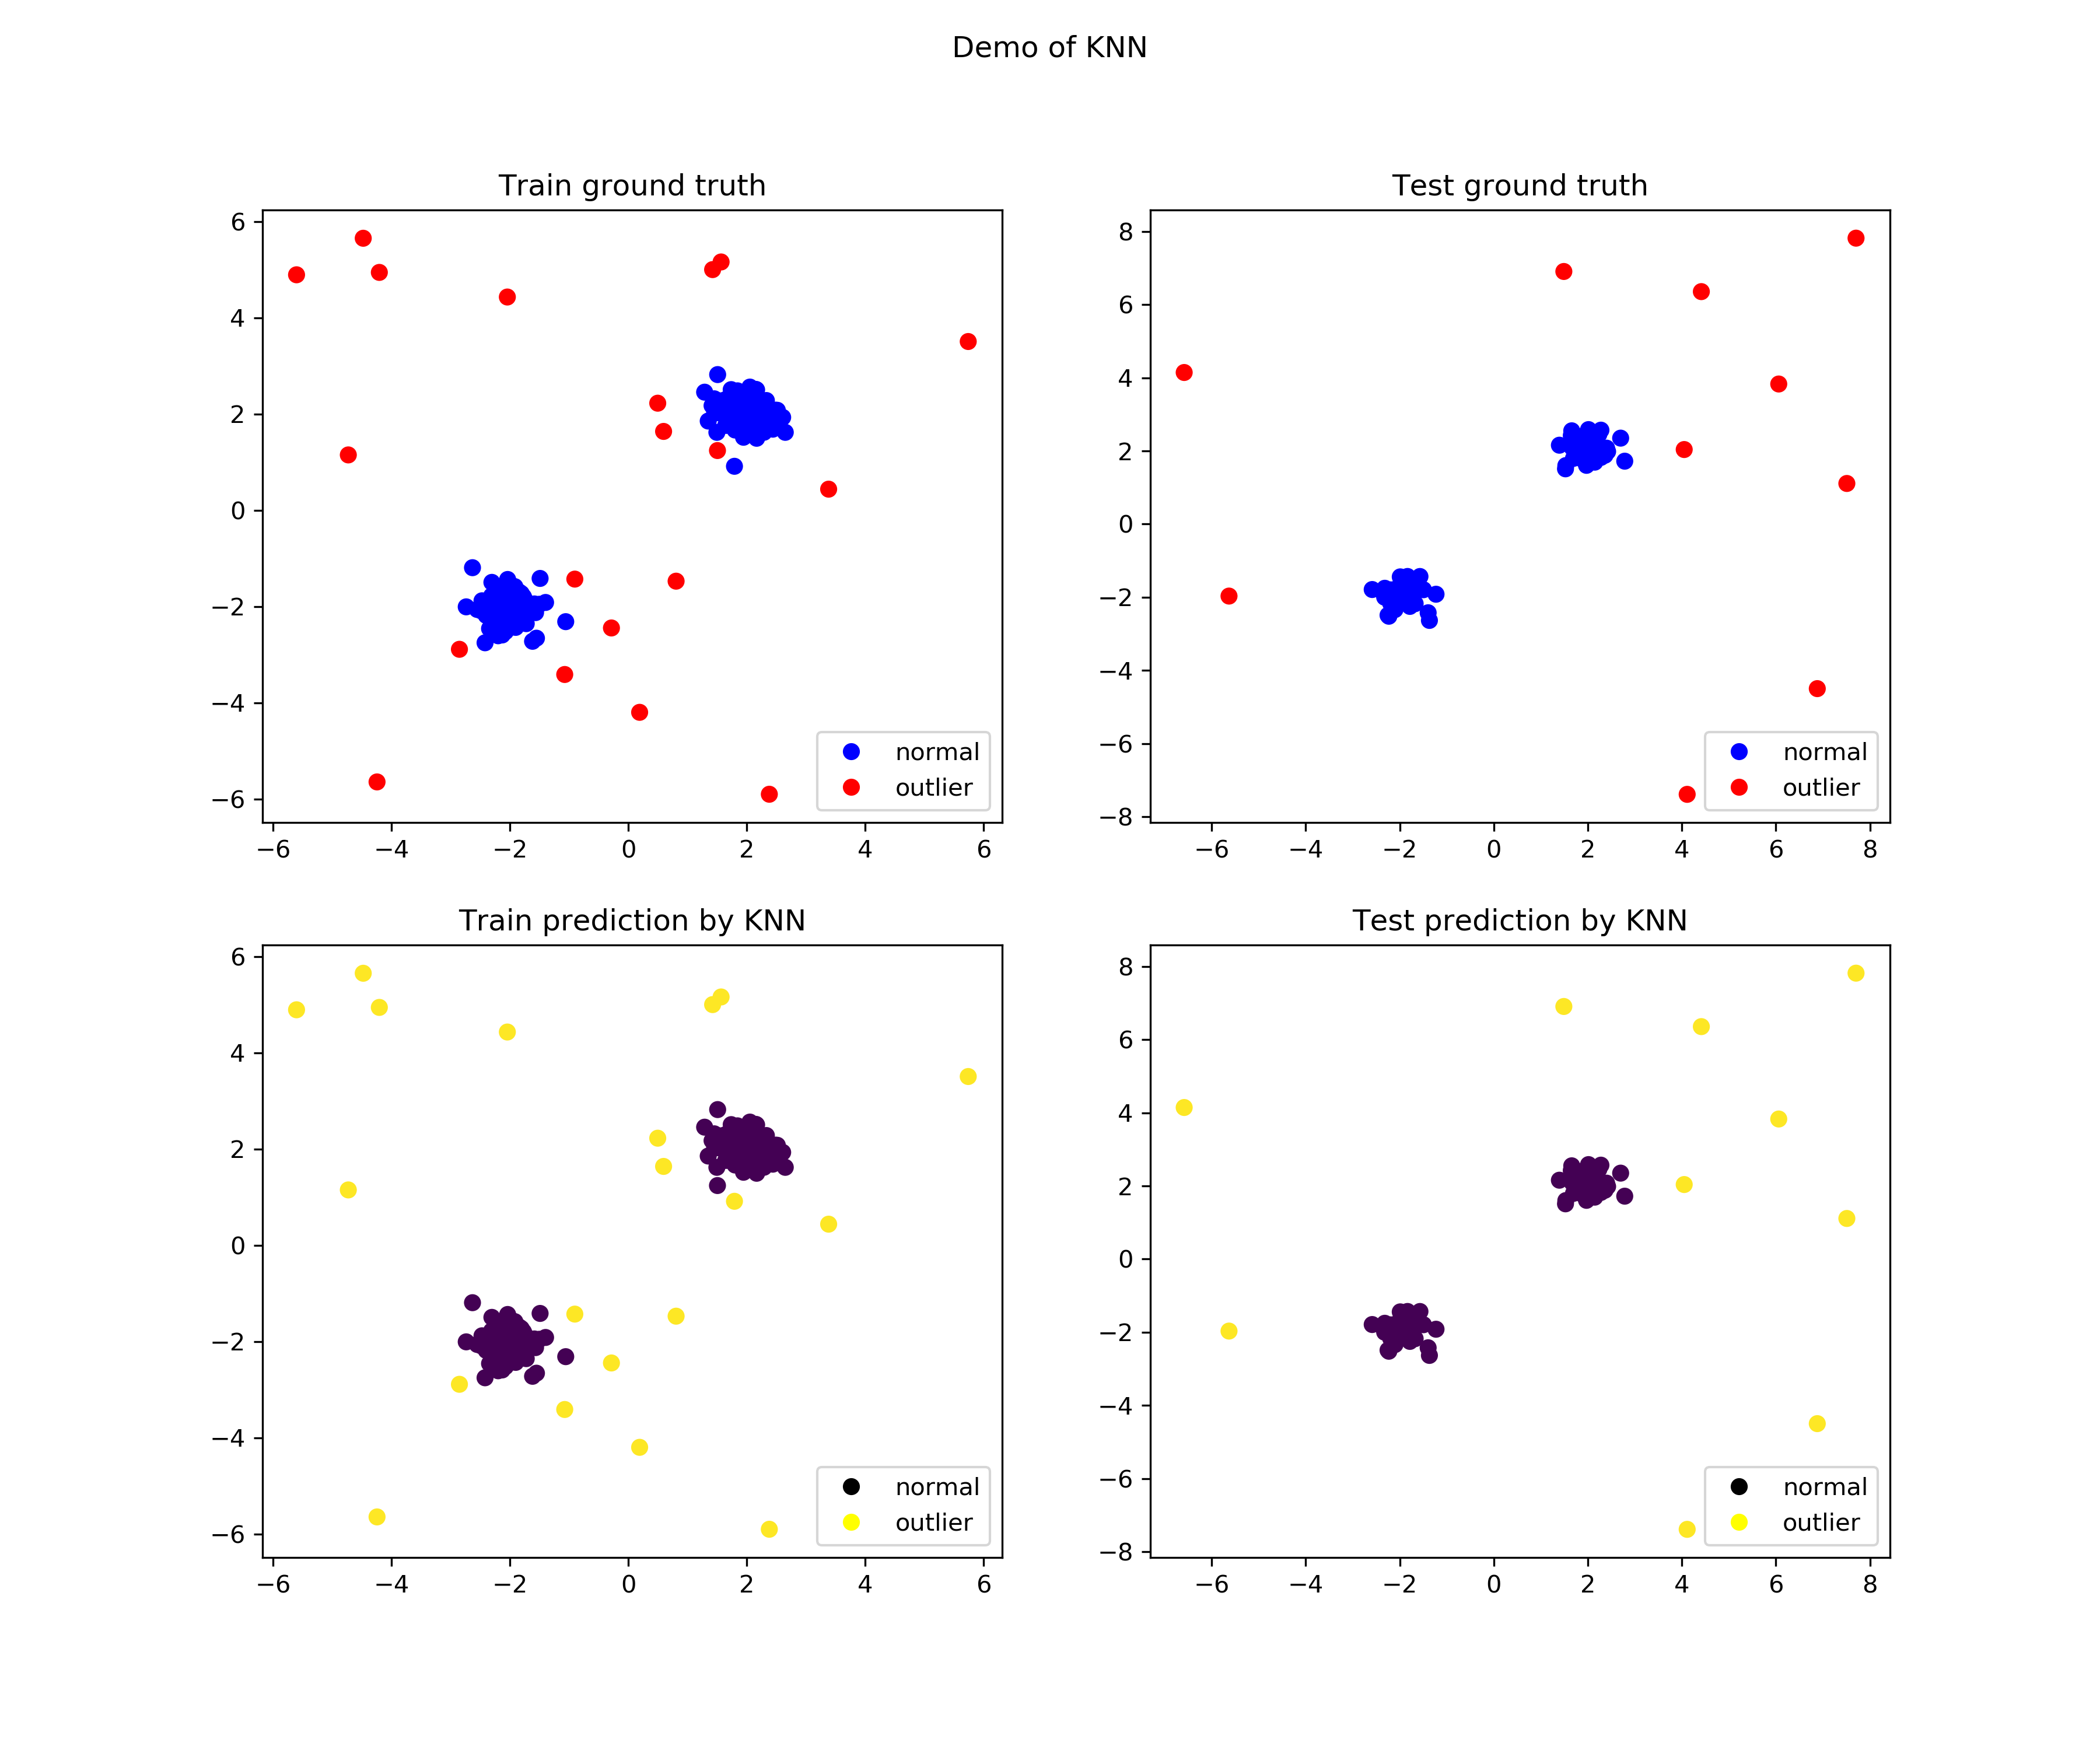 Demo of KNN
Train ground truth
6
4
2
0
−2
−4
−6
−6 −4 −2 0 2 4 6
normal
outlier
Test ground truth
8
6
4
2
0
−2
−4
−6
−8
−6 −4 −2 0 2 4 6 8
normal
outlier
Train prediction by KNN
6
4
2
0
−2
−4
−6
−6 −4 −2 0 2 4 6
normal
outlier
Test prediction by KNN
8
6
4
2
0
−2
−4
−6
−8
−6 −4 −2 0 2 4 6 8
normal
outlier